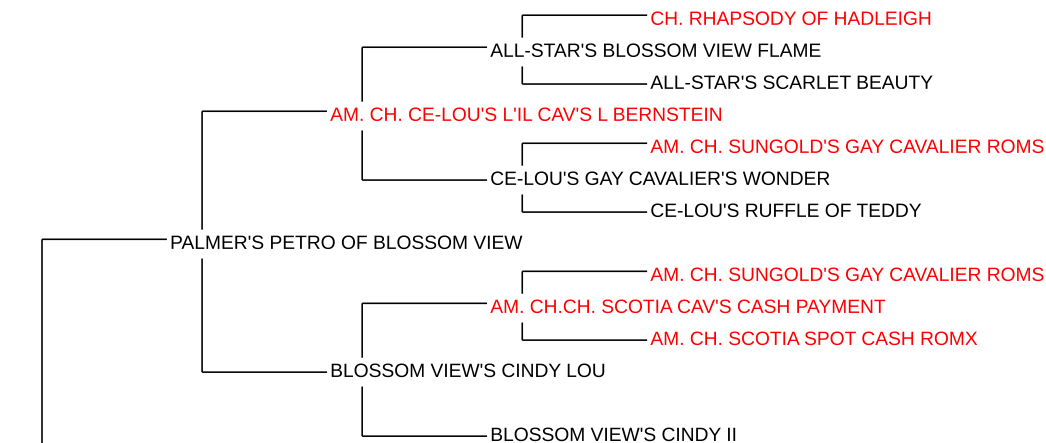 CH. RHAPSODY OF HADLEIGH
ALL-STAR'S BLOSSOM VIEW FLAME
ALL-STAR'S SCARLET BEAUTY
AM. CH. CE-LOU'S L'IL CAV'S L BERNSTEIN
AM. CH. SUNGOLD'S GAY CAVALIER ROMS
CE-LOU'S GAY CAVALIER'S WONDER
CE-LOU'S RUFFLE OF TEDDY
PALMER'S PETRO OF BLOSSOM VIEW
AM. CH. SUNGOLD'S GAY CAVALIER ROMS
AM. CH.CH. SCOTIA CAV'S CASH PAYMENT
AM. CH. SCOTIA SPOT CASH ROMX
BLOSSOM VIEW'S CINDY LOU
BLOSSOM VIEW'S CINDY II